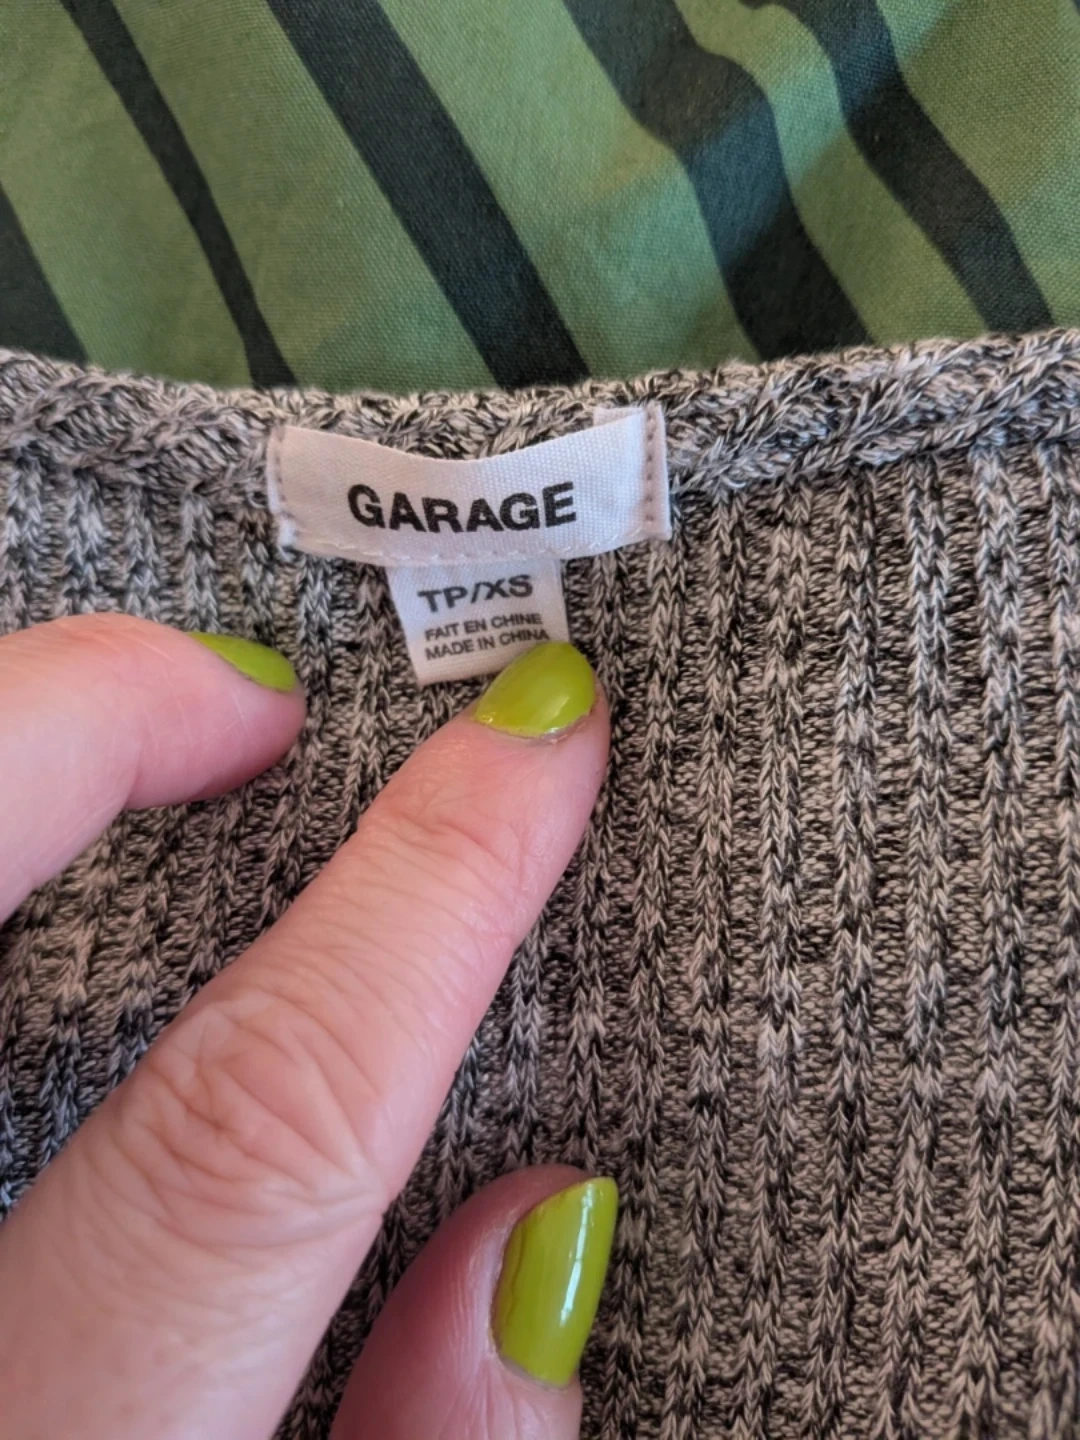 GARAGE
TP/XS
FAIT EN CHINE
MADE IN CHINA